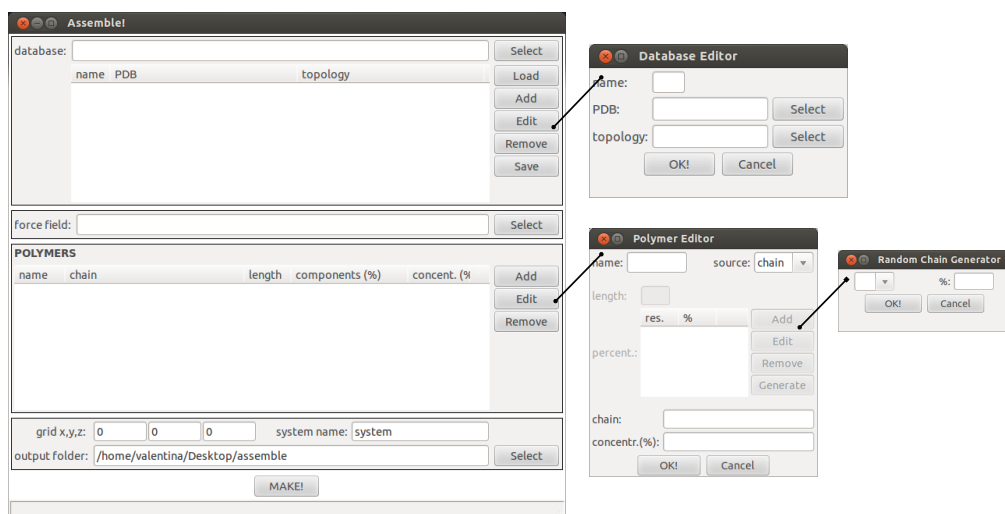 Assemble!
database:
Select
name PDB topology
Load
Add
Edit
Remove
Save
force field:
Select
POLYMERS
name chain length components (%) concent. (%
Add
Edit
Remove
grid x,y,z: 0 0 0 system name: system
output folder: /home/valentina/Desktop/assemble Select
MAKE!
Database Editor
name:
PDB: Select
topology: Select
OK! Cancel
Polymer Editor
name: source: chain
length:
res. %
percent.:
Add
Edit
Remove
Generate
chain:
concentr.(%):
OK! Cancel
Random Chain Generator
%:
OK! Cancel